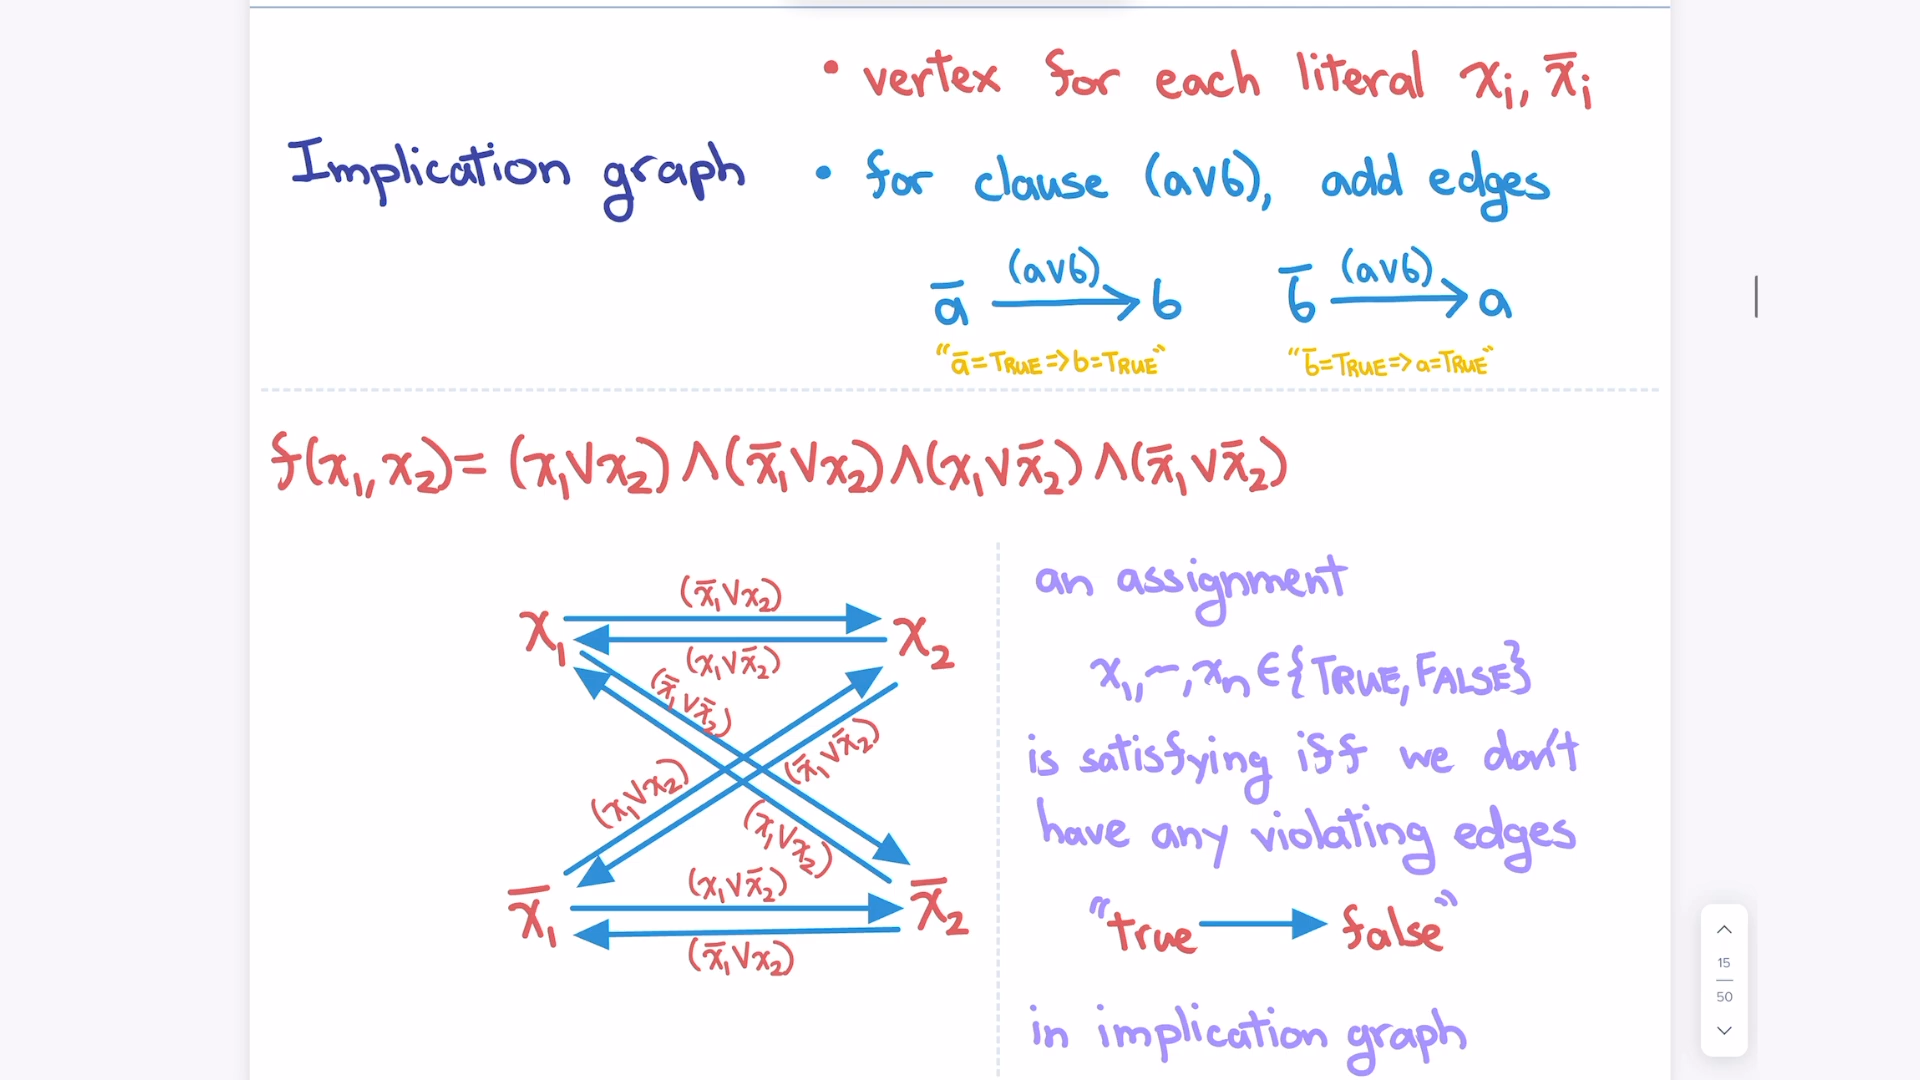 • vertex for each literal xᵢ, x̄ᵢ
Implication graph
• for clause (a∨b), add edges
ā —(a∨b)→ b    b̄ —(a∨b)→ a
"ā=TRUE=>b=TRUE"    "b̄=TRUE=>a=TRUE"
f(x₁,x₂)= (x₁∨x₂)∧(x̄₁∨x₂)∧(x₁∨x̄₂)∧(x̄₁∨x̄₂)
(x̄₁∨x₂)
x₁    x₂
(x₁∨x̄₂)
(x̄₁∨x̄₂)
(x̄₁∨x̄₂)
(x₁∨x₂)
(x₁∨x₂)
(x₁∨x̄₂)
x̄₁    x̄₂
(x̄₁∨x₂)
an assignment
x₁,~,xₙ∈{TRUE,FALSE}
is satisfying iff we don't
have any violating edges
"true → false"
in implication graph
15
50